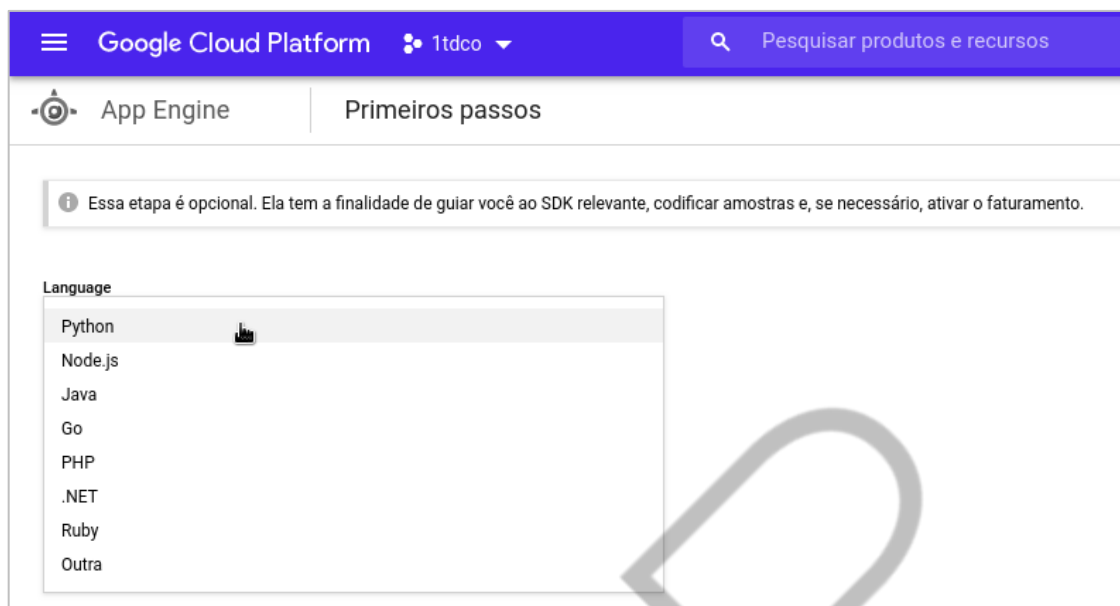 Google Cloud Platform 1tdco Pesquisar produtos e recursos
App Engine Primeiros passos
Essa etapa é opcional. Ela tem a finalidade de guiar você ao SDK relevante, codificar amostras e, se necessário, ativar o faturamento.
Language
Python
Node.js
Java
Go
PHP
.NET
Ruby
Outra